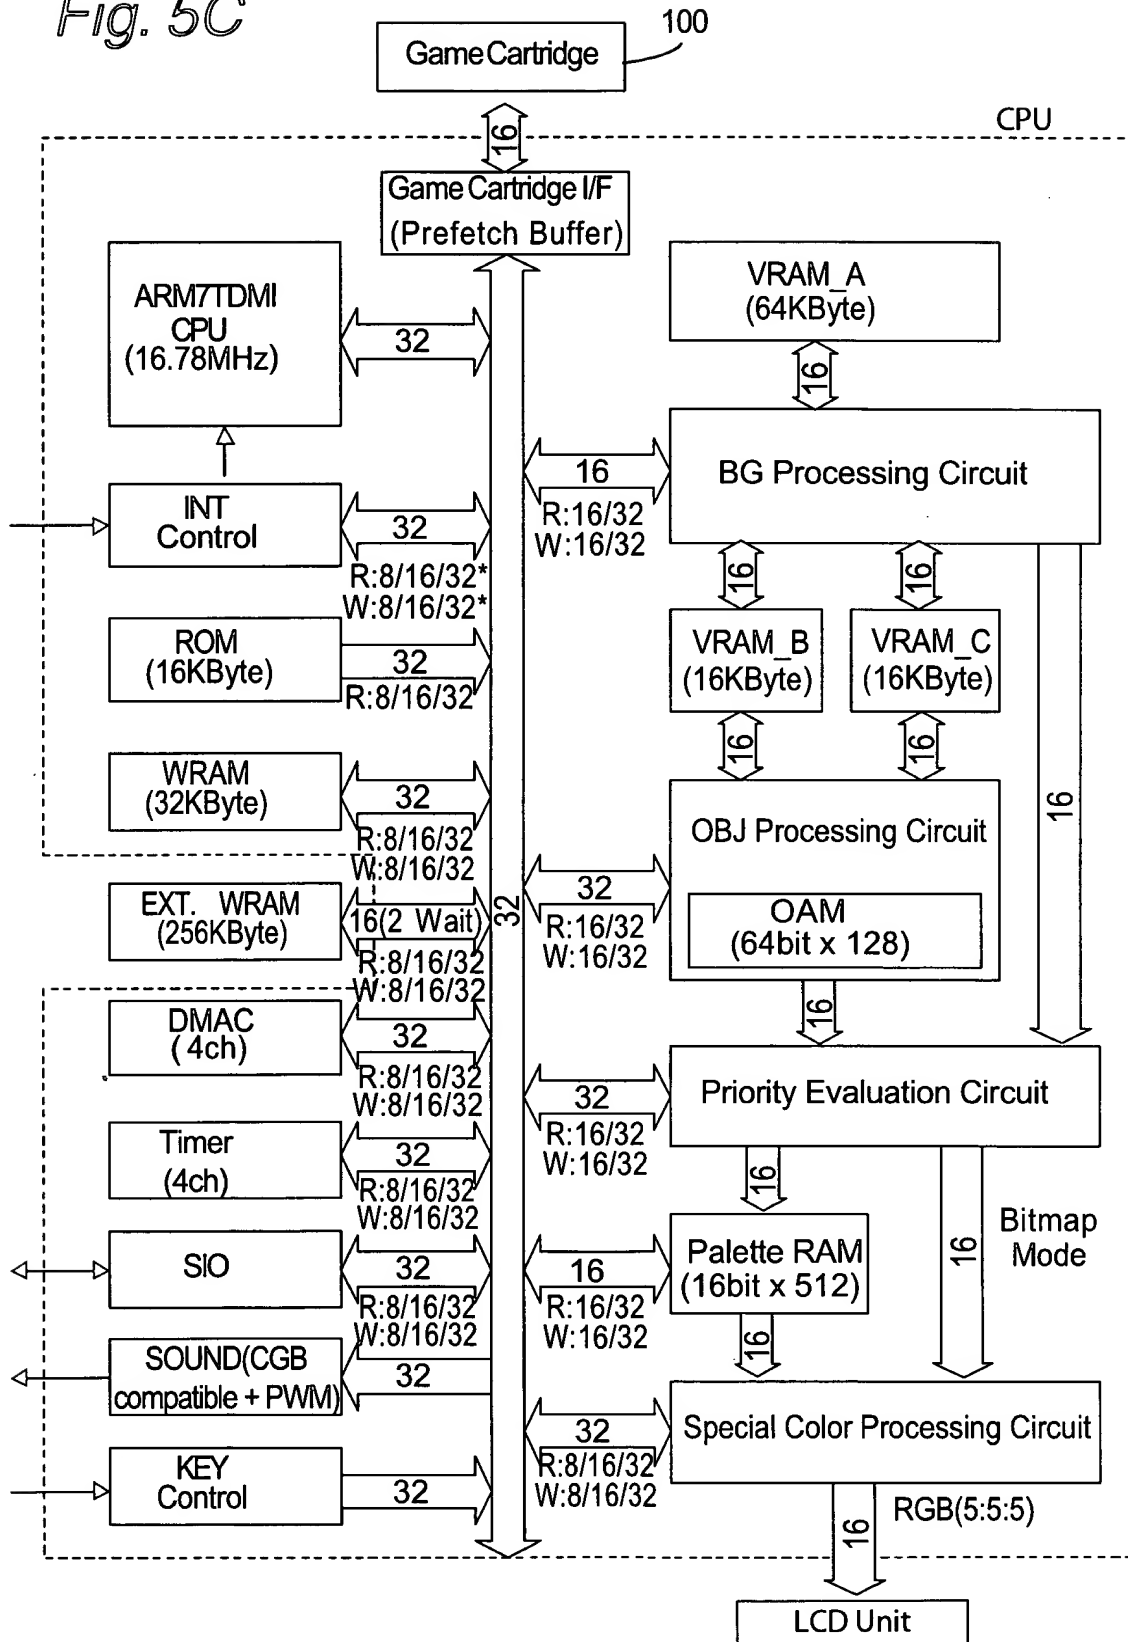 Fig. 5C
100
Game Cartridge
16
CPU
Game Cartridge I/F
(Prefetch Buffer)
ARM7TDMI
CPU
(16.78MHz)
32
VRAM_A
(64KByte)
16
BG Processing Circuit
16
R:16/32
W:16/32
INT
Control
32
R:8/16/32*
W:8/16/32*
16
16
ROM
(16KByte)
32
R:8/16/32
VRAM_B
(16KByte)
VRAM_C
(16KByte)
16
16
16
WRAM
(32KByte)
32
R:8/16/32
W:8/16/32
OBJ Processing Circuit
32
R:16/32
W:16/32
OAM
(64bit x 128)
32
EXT. WRAM
(256KByte)
16(2 Wait)
R:8/16/32
W:8/16/32
16
DMAC
( 4ch)
32
R:8/16/32
W:8/16/32
Priority Evaluation Circuit
32
R:16/32
W:16/32
Timer
(4ch)
32
R:8/16/32
W:8/16/32
16
16
Bitmap
Mode
SIO
32
R:8/16/32
W:8/16/32
16
R:16/32
W:16/32
Palette RAM
(16bit x 512)
16
SOUND(CGB
compatible + PWM)
32
Special Color Processing Circuit
32
R:8/16/32
W:8/16/32
KEY
Control
32
RGB(5:5:5)
16
LCD Unit